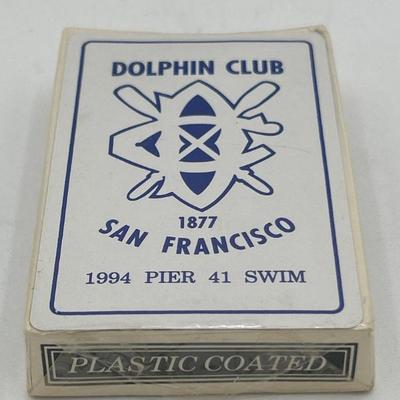 DOLPHIN CLUB
1877
SAN FRANCISCO
1994 PIER 41 SWIM
PLASTIC COATED